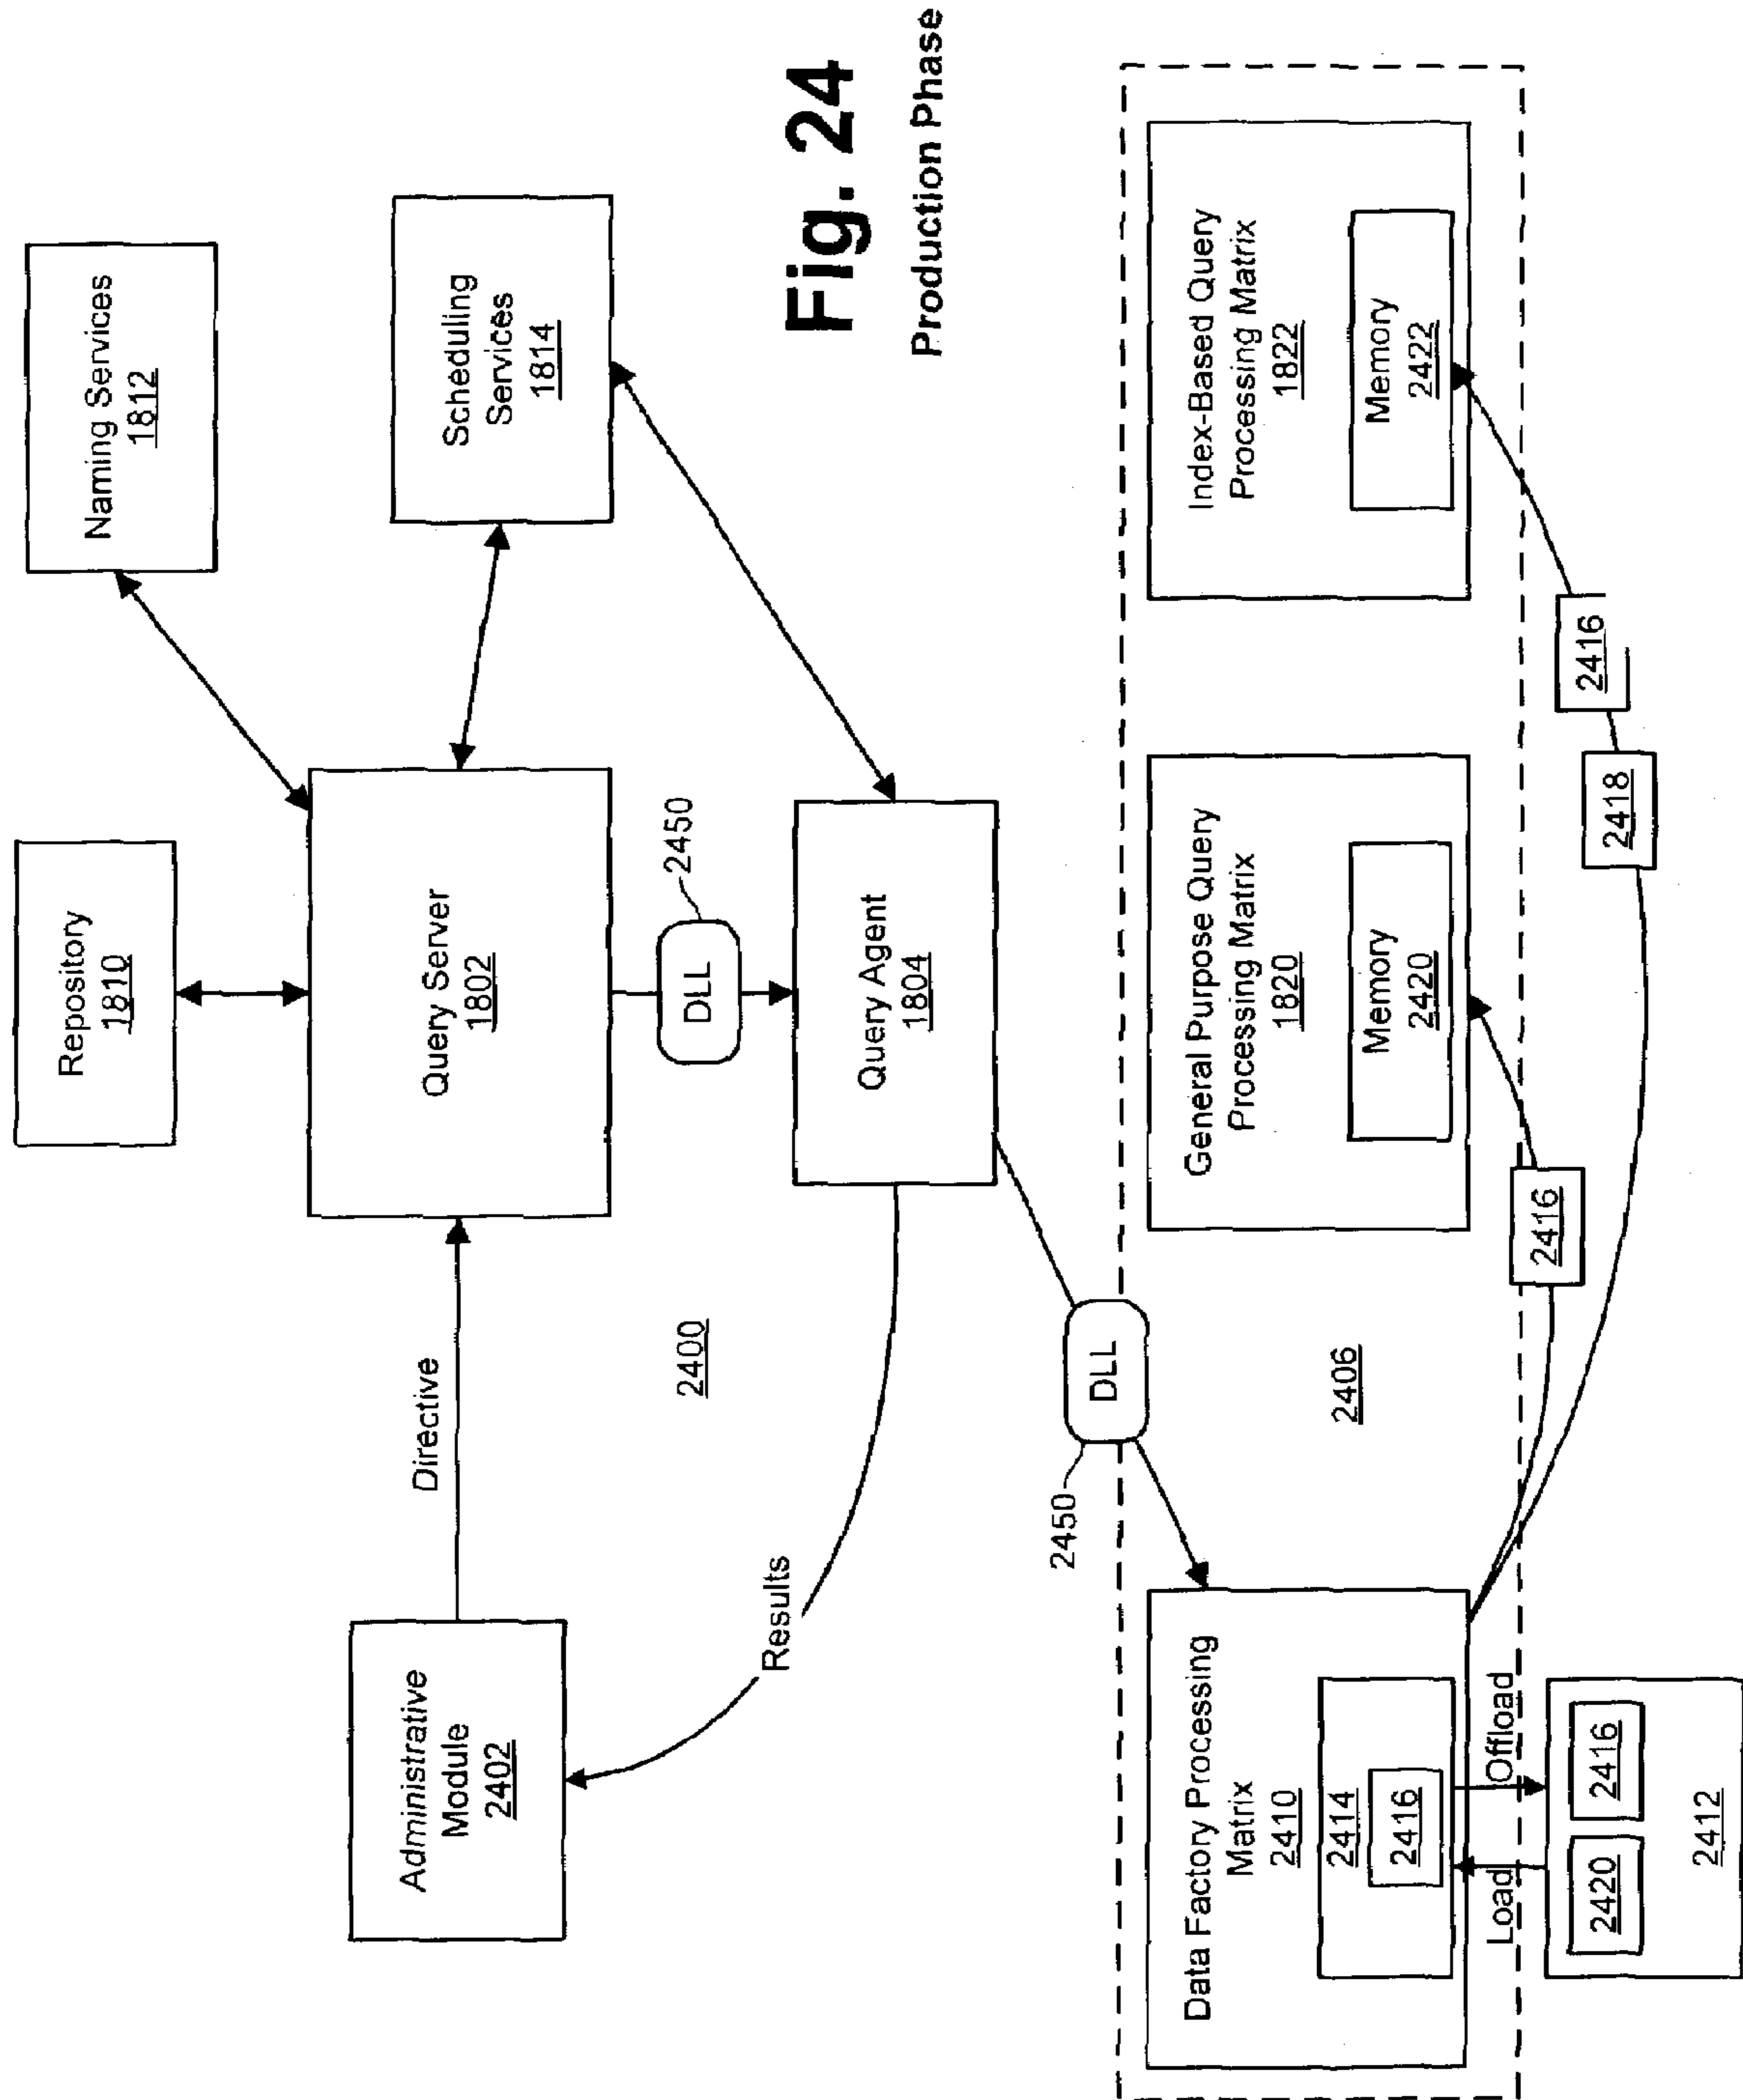 Repository
1810
Naming Services
1812
Administrative
Module
2402
Directive
Query Server
1802
Scheduling
Services
1814
DLL
2450
2400
Results
Query Agent
1804
Fig. 24
Production Phase
2450
DLL
2406
Data Factory Processing
Matrix
2410
2414
2416
General Purpose Query
Processing Matrix
1820
Memory
2420
Index-Based Query
Processing Matrix
1822
Memory
2422
Load
Offload
2420
2416
2412
2416
2418
2416